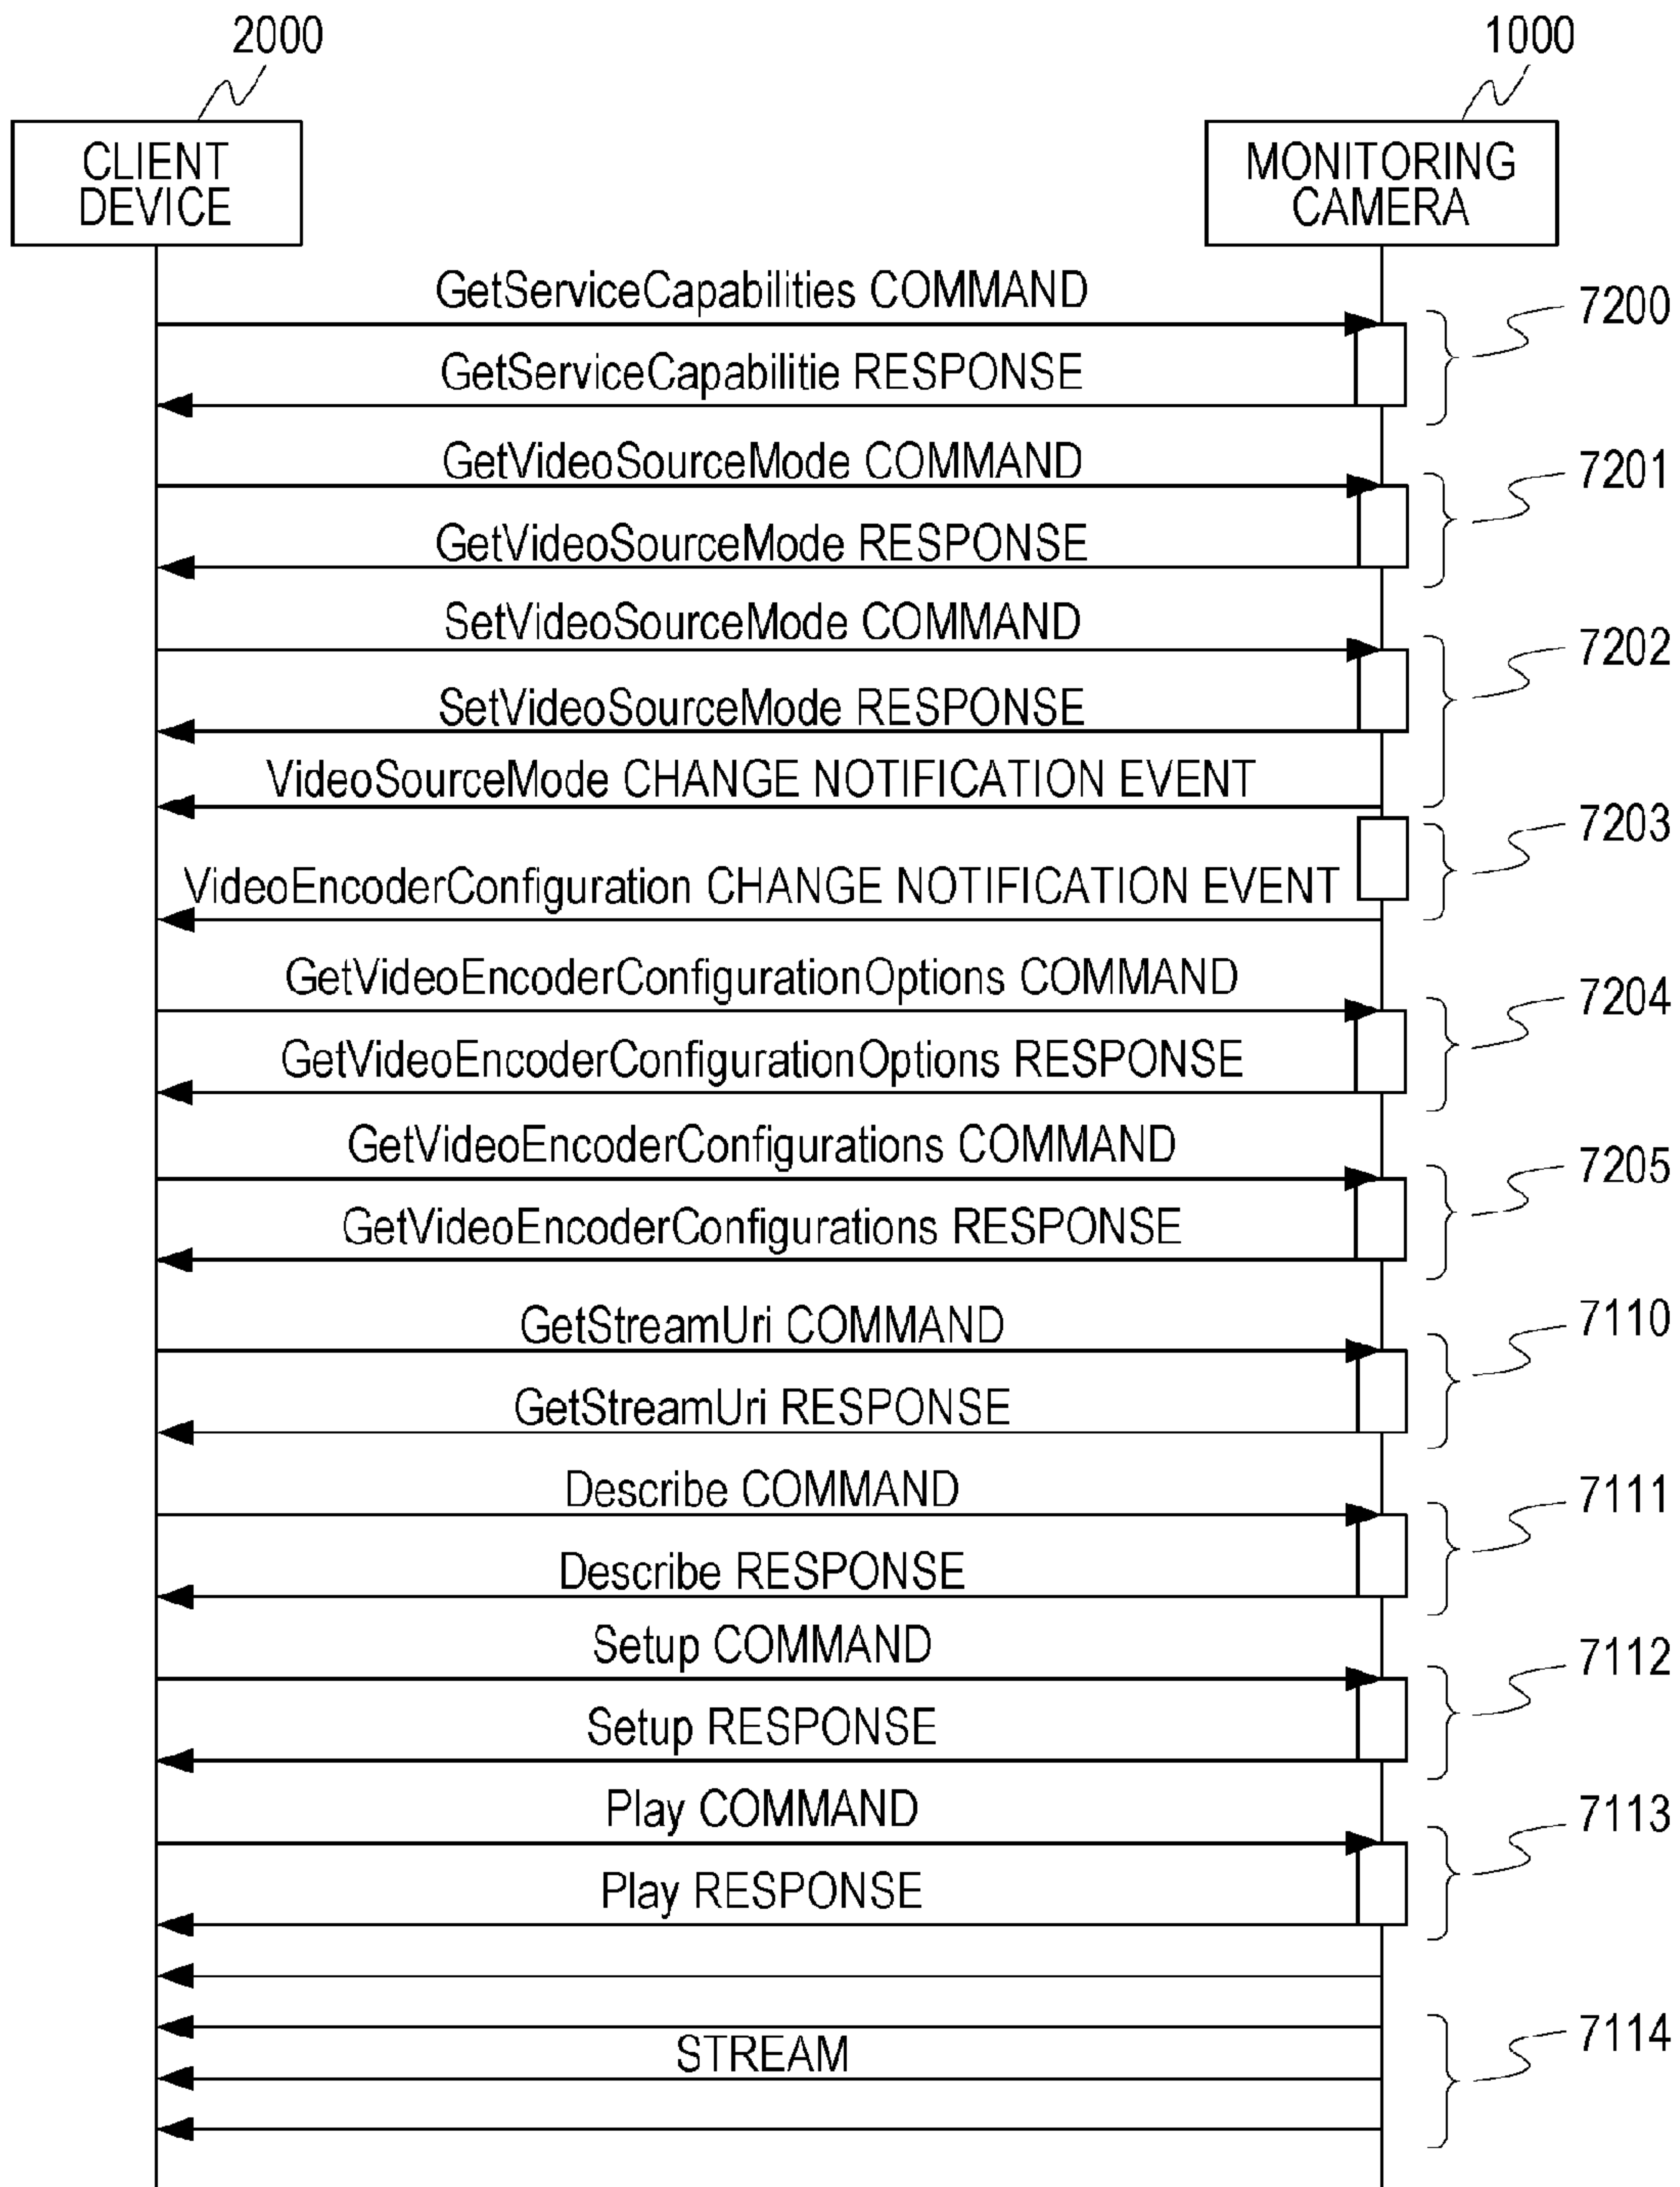 2000
1000
CLIENT
DEVICE
MONITORING
CAMERA
GetServiceCapabilities COMMAND
7200
GetServiceCapabilitie RESPONSE
GetVideoSourceMode COMMAND
7201
GetVideoSourceMode RESPONSE
SetVideoSourceMode COMMAND
7202
SetVideoSourceMode RESPONSE
VideoSourceMode CHANGE NOTIFICATION EVENT
7203
VideoEncoderConfiguration CHANGE NOTIFICATION EVENT
GetVideoEncoderConfigurationOptions COMMAND
7204
GetVideoEncoderConfigurationOptions RESPONSE
GetVideoEncoderConfigurations COMMAND
7205
GetVideoEncoderConfigurations RESPONSE
GetStreamUri COMMAND
7110
GetStreamUri RESPONSE
Describe COMMAND
7111
Describe RESPONSE
Setup COMMAND
7112
Setup RESPONSE
Play COMMAND
7113
Play RESPONSE
7114
STREAM